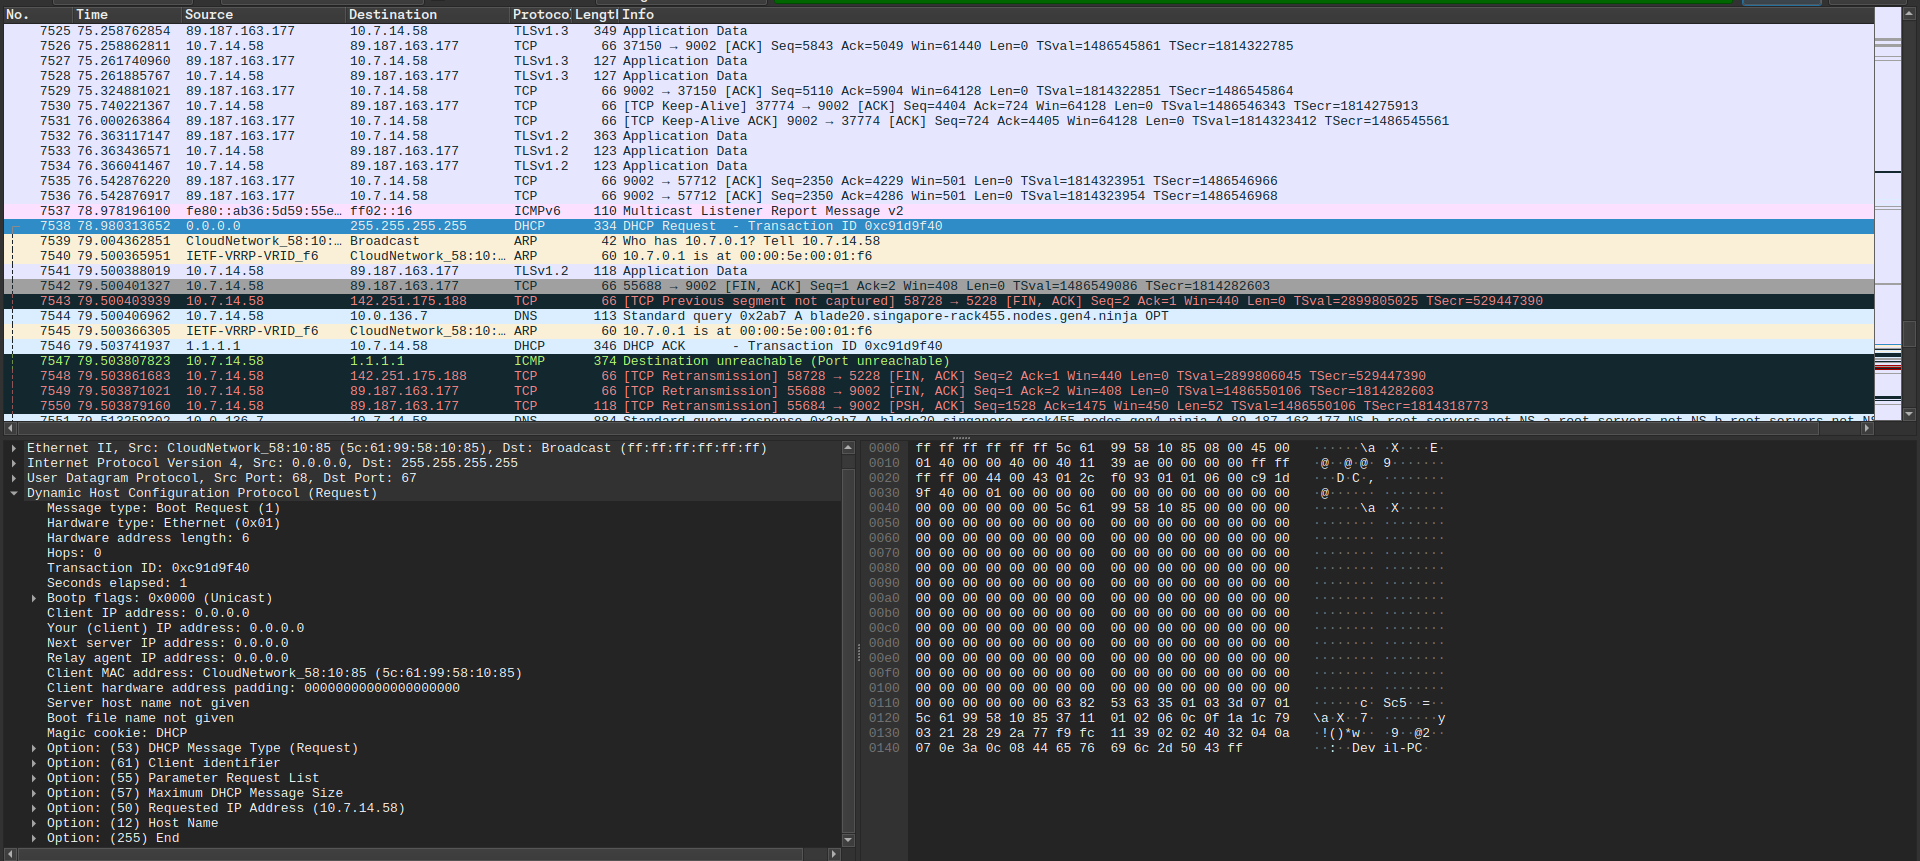 No. Time Source Destination Protocol Length Info
7525 75.258762854 89.187.163.177 10.7.14.58 TLSv1.3 349 Application Data
7526 75.258862811 10.7.14.58 89.187.163.177 TCP 66 37150 → 9002 [ACK] Seq=5843 Ack=5049 Win=61440 Len=0 TSval=1486545861 TSecr=1814322785
7527 75.261740960 89.187.163.177 10.7.14.58 TLSv1.3 127 Application Data
7528 75.261885767 10.7.14.58 89.187.163.177 TLSv1.3 127 Application Data
7529 75.324881021 89.187.163.177 10.7.14.58 TCP 66 9002 → 37150 [ACK] Seq=5110 Ack=5904 Win=64128 Len=0 TSval=1814322851 TSecr=1486545864
7530 75.740221367 10.7.14.58 89.187.163.177 TCP 66 [TCP Keep-Alive] 37774 → 9002 [ACK] Seq=4404 Ack=724 Win=64128 Len=0 TSval=1486546343 TSecr=1814275913
7531 76.000263864 89.187.163.177 10.7.14.58 TCP 66 [TCP Keep-Alive ACK] 9002 → 37774 [ACK] Seq=724 Ack=4405 Win=64128 Len=0 TSval=1814323412 TSecr=1486545561
7532 76.363117147 89.187.163.177 10.7.14.58 TLSv1.2 363 Application Data
7533 76.363436571 10.7.14.58 89.187.163.177 TLSv1.2 123 Application Data
7534 76.366041467 10.7.14.58 89.187.163.177 TLSv1.2 123 Application Data
7535 76.542876220 89.187.163.177 10.7.14.58 TCP 66 9002 → 57712 [ACK] Seq=2350 Ack=4229 Win=501 Len=0 TSval=1814323951 TSecr=1486546966
7536 76.542876917 89.187.163.177 10.7.14.58 TCP 66 9002 → 57712 [ACK] Seq=2350 Ack=4286 Win=501 Len=0 TSval=1814323954 TSecr=1486546968
7537 78.978196100 fe80::ab36:5d59:55e… ff02::16 ICMPv6 110 Multicast Listener Report Message v2
7538 78.980313652 0.0.0.0 255.255.255.255 DHCP 334 DHCP Request - Transaction ID 0xc91d9f40
7539 79.004362851 CloudNetwork_58:10:… Broadcast ARP 42 Who has 10.7.0.1? Tell 10.7.14.58
7540 79.500365951 IETF-VRRP-VRID_f6 CloudNetwork_58:10:… ARP 60 10.7.0.1 is at 00:00:5e:00:01:f6
7541 79.500388019 10.7.14.58 89.187.163.177 TLSv1.2 118 Application Data
7542 79.500401327 10.7.14.58 89.187.163.177 TCP 66 55688 → 9002 [FIN, ACK] Seq=1 Ack=2 Win=408 Len=0 TSval=1486549086 TSecr=1814282603
7543 79.500403939 10.7.14.58 142.251.175.188 TCP 66 [TCP Previous segment not captured] 58728 → 5228 [FIN, ACK] Seq=2 Ack=1 Win=440 Len=0 TSval=2899805025 TSecr=529447390
7544 79.500406962 10.7.14.58 10.0.136.7 DNS 113 Standard query 0x2ab7 A blade20.singapore-rack455.nodes.gen4.ninja OPT
7545 79.500366305 IETF-VRRP-VRID_f6 CloudNetwork_58:10:… ARP 60 10.7.0.1 is at 00:00:5e:00:01:f6
7546 79.503741937 1.1.1.1 10.7.14.58 DHCP 346 DHCP ACK - Transaction ID 0xc91d9f40
7547 79.503807823 10.7.14.58 1.1.1.1 ICMP 374 Destination unreachable (Port unreachable)
7548 79.503861683 10.7.14.58 142.251.175.188 TCP 66 [TCP Retransmission] 58728 → 5228 [FIN, ACK] Seq=2 Ack=1 Win=440 Len=0 TSval=2899806045 TSecr=529447390
7549 79.503871021 10.7.14.58 89.187.163.177 TCP 66 [TCP Retransmission] 55688 → 9002 [FIN, ACK] Seq=1 Ack=2 Win=408 Len=0 TSval=1486550106 TSecr=1814282603
7550 79.503879160 10.7.14.58 89.187.163.177 TCP 118 [TCP Retransmission] 55684 → 9002 [PSH, ACK] Seq=1528 Ack=1475 Win=450 Len=52 TSval=1486550106 TSecr=1814318773
Ethernet II, Src: CloudNetwork_58:10:85 (5c:61:99:58:10:85), Dst: Broadcast (ff:ff:ff:ff:ff:ff)
Internet Protocol Version 4, Src: 0.0.0.0, Dst: 255.255.255.255
User Datagram Protocol, Src Port: 68, Dst Port: 67
Dynamic Host Configuration Protocol (Request)
Message type: Boot Request (1)
Hardware type: Ethernet (0x01)
Hardware address length: 6
Hops: 0
Transaction ID: 0xc91d9f40
Seconds elapsed: 1
Bootp flags: 0x0000 (Unicast)
Client IP address: 0.0.0.0
Your (client) IP address: 0.0.0.0
Next server IP address: 0.0.0.0
Relay agent IP address: 0.0.0.0
Client MAC address: CloudNetwork_58:10:85 (5c:61:99:58:10:85)
Client hardware address padding: 00000000000000000000
Server host name not given
Boot file name not given
Magic cookie: DHCP
Option: (53) DHCP Message Type (Request)
Option: (61) Client identifier
Option: (55) Parameter Request List
Option: (57) Maximum DHCP Message Size
Option: (50) Requested IP Address (10.7.14.58)
Option: (12) Host Name
Option: (255) End
0000 ff ff ff ff ff ff 5c 61 99 58 10 85 08 00 45 00 ······\a ·X····E·
0010 01 40 00 00 40 00 40 11 39 ae 00 00 00 00 ff ff ·@··@·@· 9·······
0020 ff ff 00 44 00 43 01 2c f0 93 01 01 06 00 c9 1d ···D·C·, ········
0030 9f 40 00 01 00 00 00 00 00 00 00 00 00 00 00 00 ·@······ ········
0040 00 00 00 00 00 00 5c 61 99 58 10 85 00 00 00 00 ······\a ·X······
0050 00 00 00 00 00 00 00 00 00 00 00 00 00 00 00 00 ········ ········
0060 00 00 00 00 00 00 00 00 00 00 00 00 00 00 00 00 ········ ········
0070 00 00 00 00 00 00 00 00 00 00 00 00 00 00 00 00 ········ ········
0080 00 00 00 00 00 00 00 00 00 00 00 00 00 00 00 00 ········ ········
0090 00 00 00 00 00 00 00 00 00 00 00 00 00 00 00 00 ········ ········
00a0 00 00 00 00 00 00 00 00 00 00 00 00 00 00 00 00 ········ ········
00b0 00 00 00 00 00 00 00 00 00 00 00 00 00 00 00 00 ········ ········
00c0 00 00 00 00 00 00 00 00 00 00 00 00 00 00 00 00 ········ ········
00d0 00 00 00 00 00 00 00 00 00 00 00 00 00 00 00 00 ········ ········
00e0 00 00 00 00 00 00 00 00 00 00 00 00 00 00 00 00 ········ ········
00f0 00 00 00 00 00 00 00 00 00 00 00 00 00 00 00 00 ········ ········
0100 00 00 00 00 00 00 00 00 00 00 00 00 00 00 00 00 ········ ········
0110 00 00 00 00 00 00 63 82 53 63 35 01 03 3d 07 01 ······c· Sc5··=··
0120 5c 61 99 58 10 85 37 11 01 02 06 0c 0f 1a 1c 79 \a·X··7· ·······y
0130 03 21 28 29 2a 77 f9 fc 11 39 02 02 40 32 04 0a ·!()*w·· ·9··@2··
0140 07 0e 3a 0c 08 44 65 76 69 6c 2d 50 43 ff ··:··Dev il-PC·